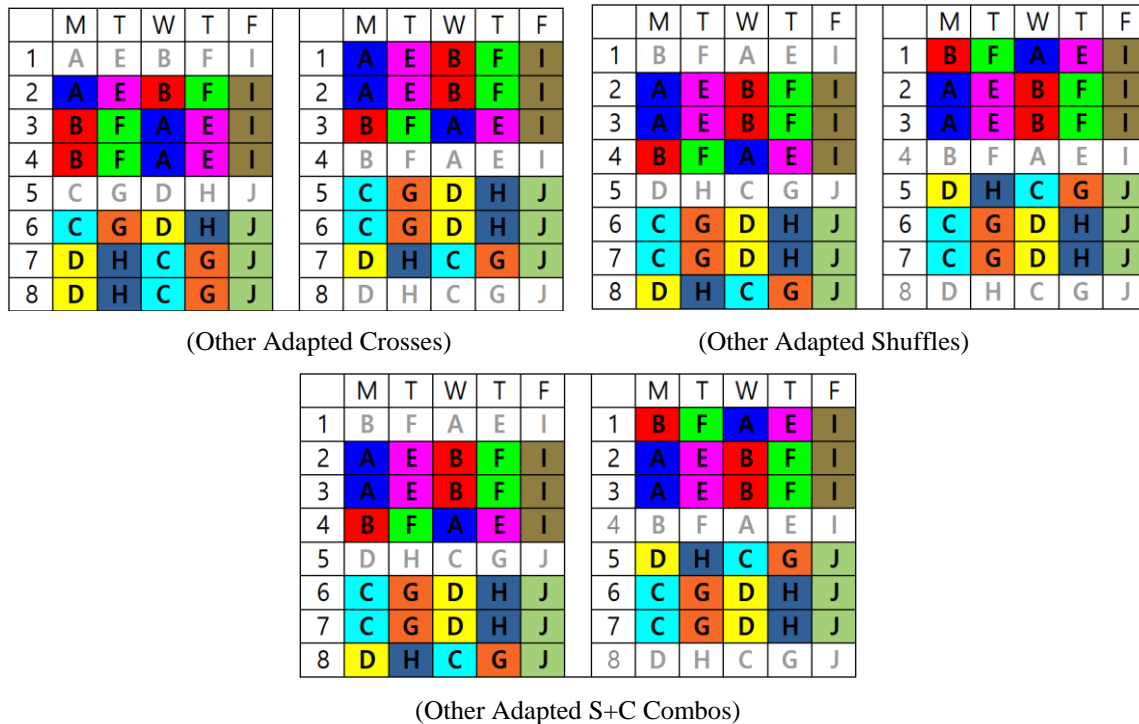 M T W T F M T W T F
1 A E B F I 1 A E B F I
2 A E B F I 2 A E B F I
3 B F A E I 3 B F A E I
4 B F A E I 4 B F A E I
5 C G D H J 5 C G D H J
6 C G D H J 6 C G D H J
7 D H C G J 7 D H C G J
8 D H C G J 8 D H C G J
(Other Adapted Crosses)
M T W T F M T W T F
1 B F A E I 1 B F A E I
2 A E B F I 2 A E B F I
3 A E B F I 3 A E B F I
4 B F A E I 4 B F A E I
5 D H C G J 5 D H C G J
6 C G D H J 6 C G D H J
7 C G D H J 7 C G D H J
8 D H C G J 8 D H C G J
(Other Adapted Shuffles)
M T W T F M T W T F
1 B F A E I 1 B F A E I
2 A E B F I 2 A E B F I
3 A E B F I 3 A E B F I
4 B F A E I 4 B F A E I
5 D H C G J 5 D H C G J
6 C G D H J 6 C G D H J
7 C G D H J 7 C G D H J
8 D H C G J 8 D H C G J
(Other Adapted S+C Combos)